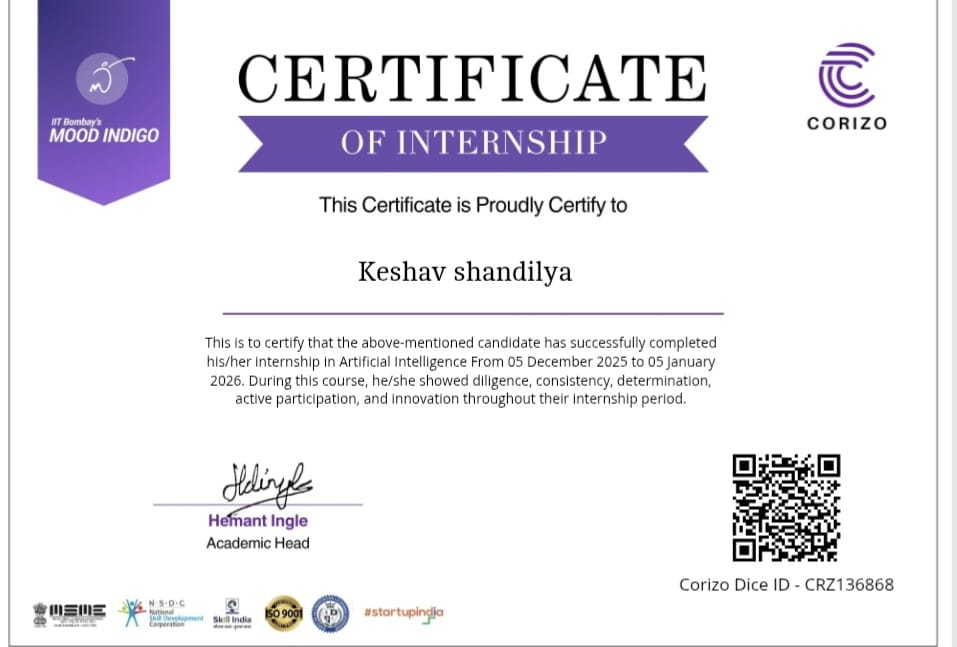 IIT Bombay's
MOOD INDIGO
CERTIFICATE
OF INTERNSHIP
CORIZO
This Certificate is Proudly Certify to
Keshav shandilya
This is to certify that the above-mentioned candidate has successfully completed
his/her internship in Artificial Intelligence From 05 December 2025 to 05 January
2026. During this course, he/she showed diligence, consistency, determination,
active participation, and innovation throughout their internship period.
Hemant Ingle
Academic Head
Corizo Dice ID - CRZ136868
MSME
N·S·D·C
National
Skill Development
Corporation
Skill India
ISO 9001
#startupindia